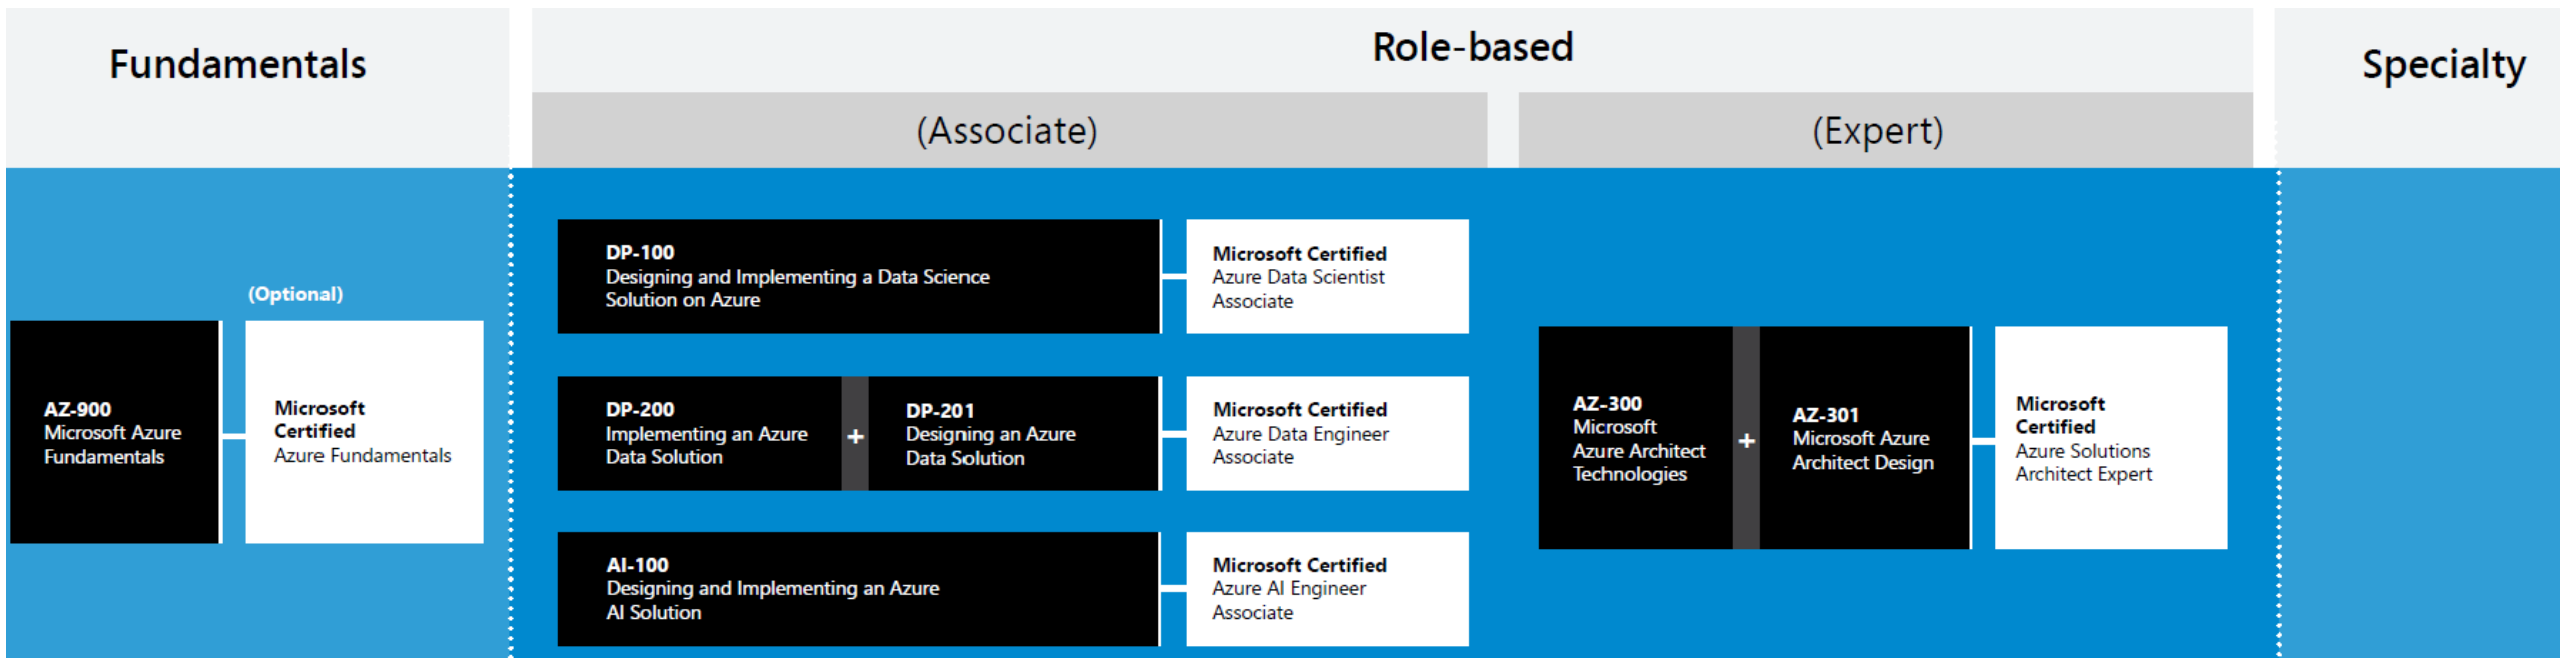 Fundamentals
Role-based
Specialty
(Associate)
(Expert)
(Optional)
AZ-900
Microsoft Azure
Fundamentals
Microsoft
Certified
Azure Fundamentals
DP-100
Designing and Implementing a Data Science
Solution on Azure
Microsoft Certified
Azure Data Scientist
Associate
DP-200
Implementing an Azure
Data Solution
+
DP-201
Designing an Azure
Data Solution
Microsoft Certified
Azure Data Engineer
Associate
AI-100
Designing and Implementing an Azure
AI Solution
Microsoft Certified
Azure AI Engineer
Associate
AZ-300
Microsoft
Azure Architect
Technologies
+
AZ-301
Microsoft Azure
Architect Design
Microsoft
Certified
Azure Solutions
Architect Expert